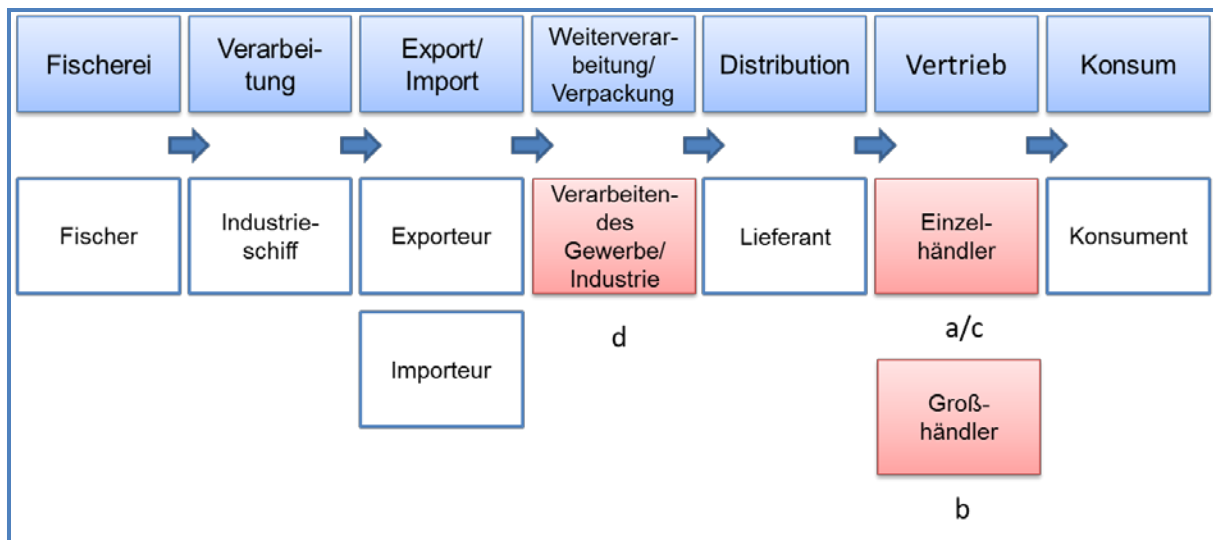 Fischerei
Verarbei-
tung
Export/
Import
Weiterverar-
beitung/
Verpackung
Distribution
Vertrieb
Konsum
Fischer
Industrie-
schiff
Exporteur
Verarbeiten-
des
Gewerbe/
Industrie
Lieferant
Einzel-
händler
Konsument
Importeur
d
a/c
Groß-
händler
b